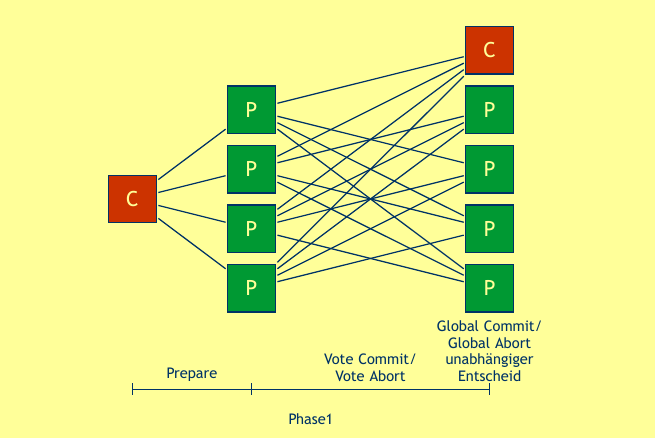 C
P
P
P
P
C
P
P
P
P
Prepare
Vote Commit/
Vote Abort
Global Commit/
Global Abort
unabhängiger
Entscheid
Phase1